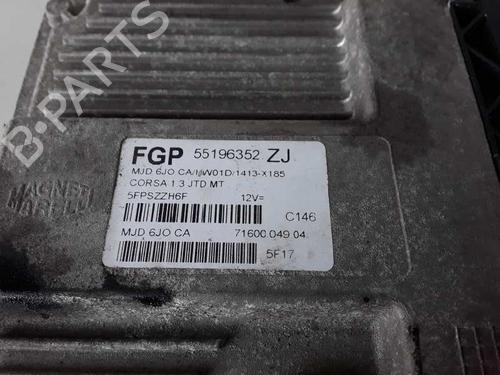 B-PARTS
FGP 55196352 ZJ
MJD 6JO CA/HW01D/1413-X185
CORSA 1.3 JTD MT
5FPSZZH6F 12V=
C146
MJD 6JO CA 71600.049 04
5F17
MAGNETI
MARELLI